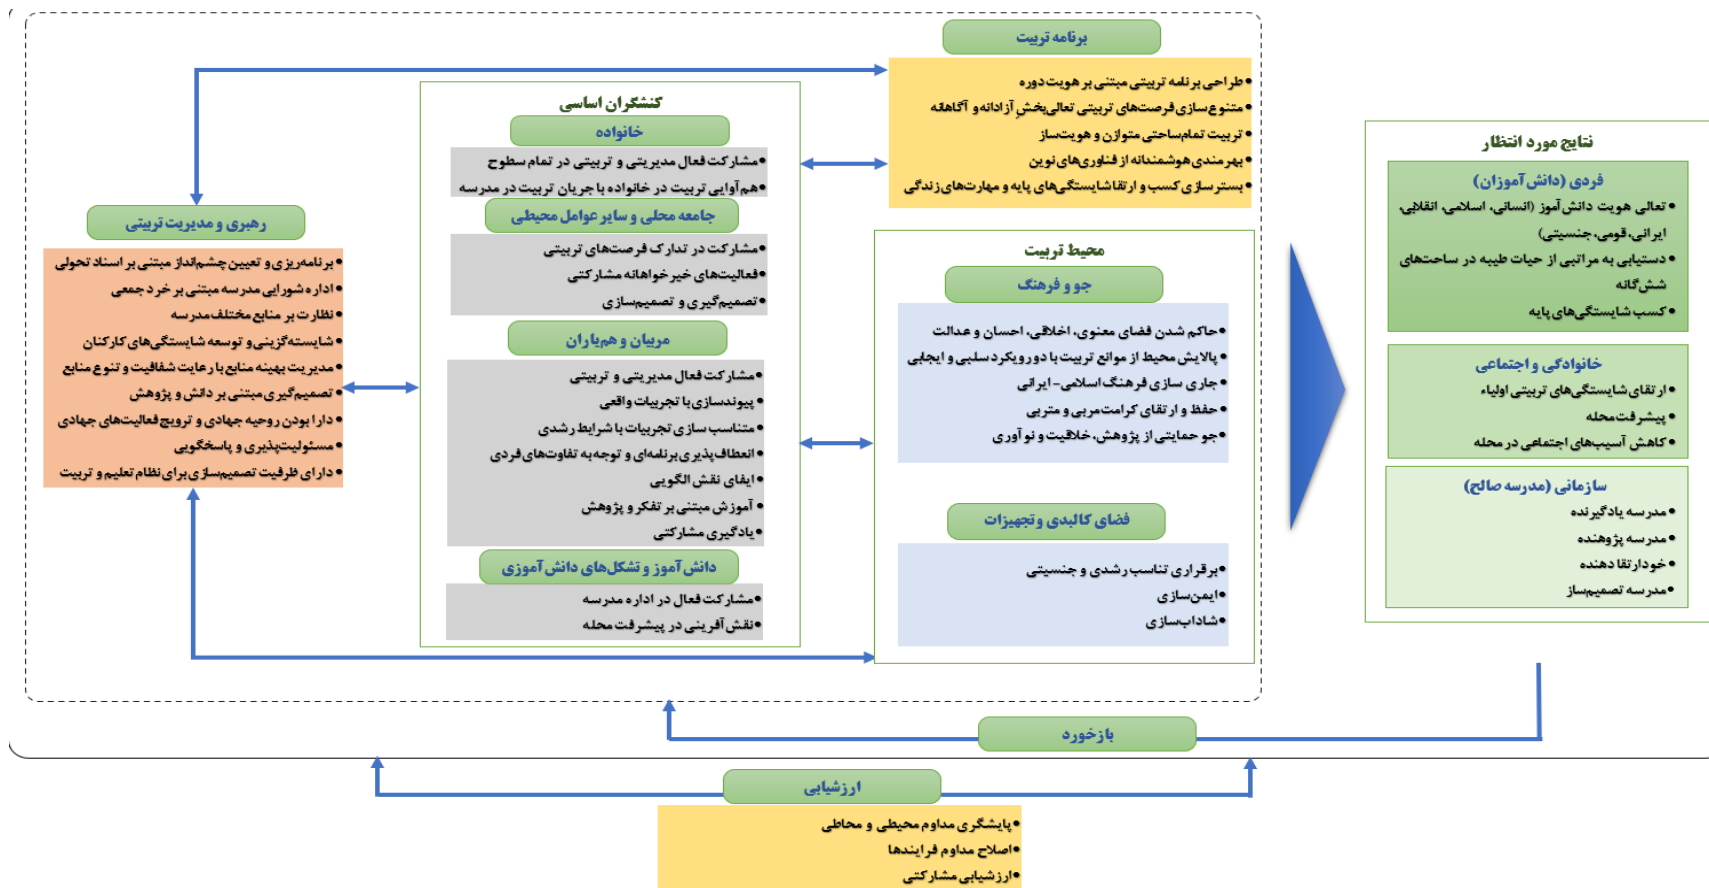 برنامه تربیت
طراحی برنامه تربیتی مبتنی بر هویت دوره
متنوع‌سازی فرصت‌های تربیتی تعالی‌بخشِ آزادانه و آگاهانه
تربیت تمام‌ساحتی متوازن و هویت‌ساز
بهره‌مندی هوشمندانه از فناوری‌های نوین
بسترسازی کسب و ارتقا شایستگی‌های پایه و مهارت‌های زندگی
نتایج مورد انتظار
فردی (دانش‌آموزان)
تعالی هویت دانش‌آموز (انسانی، اسلامی، انقلابی،
ایرانی، قومی، جنسیتی)
دستیابی به مراتبی از حیات طیبه در ساحت‌های
شش‌گانه
کسب شایستگی‌های پایه
خانوادگی و اجتماعی
ارتقای شایستگی‌های تربیتی اولیاء
پیشرفت محله
کاهش آسیب‌های اجتماعی در محله
سازمانی (مدرسه صالح)
مدرسه یادگیرنده
مدرسه پژوهنده
خودارتقا دهنده
مدرسه تصمیم‌ساز
محیط تربیت
جو و فرهنگ
حاکم شدن فضای معنوی، اخلاقی، احسان و عدالت
پالایش محیط از موانع تربیت با دو رویکرد سلبی و ایجابی
جاری سازی فرهنگ اسلامی- ایرانی
حفظ و ارتقای کرامت مربی و متربی
جو حمایتی از پژوهش، خلاقیت و نوآوری
فضای کالبدی و تجهیزات
برقراری تناسب رشدی و جنسیتی
ایمن‌سازی
شاداب‌سازی
کنشگران اساسی
خانواده
مشارکت فعال مدیریتی و تربیتی در تمام سطوح
هم‌آوایی تربیت در خانواده با جریان تربیت در مدرسه
جامعه محلی و سایر عوامل محیطی
مشارکت در تدارک فرصت‌های تربیتی
فعالیت‌های خیرخواهانه مشارکتی
تصمیم‌گیری و تصمیم‌سازی
مربیان و هم‌یاران
مشارکت فعال مدیریتی و تربیتی
پیوندسازی با تجربیات واقعی
متناسب سازی تجربیات با شرایط رشدی
انعطاف‌پذیری برنامه‌ای و توجه به تفاوت‌های فردی
ایفای نقش الگویی
آموزش مبتنی بر تفکر و پژوهش
یادگیری مشارکتی
دانش‌آموز و تشکل‌های دانش‌آموزی
مشارکت فعال در اداره مدرسه
نقش‌آفرینی در پیشرفت محله
رهبری و مدیریت تربیتی
برنامه‌ریزی و تعیین چشم‌انداز مبتنی بر اسناد تحولی
اداره شورایی مدرسه مبتنی بر خرد جمعی
نظارت بر منابع مختلف مدرسه
شایسته‌گزینی و توسعه شایستگی‌های کارکنان
مدیریت بهینه منابع با رعایت شفافیت و تنوع منابع
تصمیم‌گیری مبتنی بر دانش و پژوهش
دارا بودن روحیه جهادی و ترویج فعالیت‌های جهادی
مسئولیت‌پذیری و پاسخگویی
دارای ظرفیت تصمیم‌سازی برای نظام تعلیم و تربیت
بازخورد
ارزشیابی
پایشگری مداوم محیطی و محاطی
اصلاح مداوم فرایندها
ارزشیابی مشارکتی